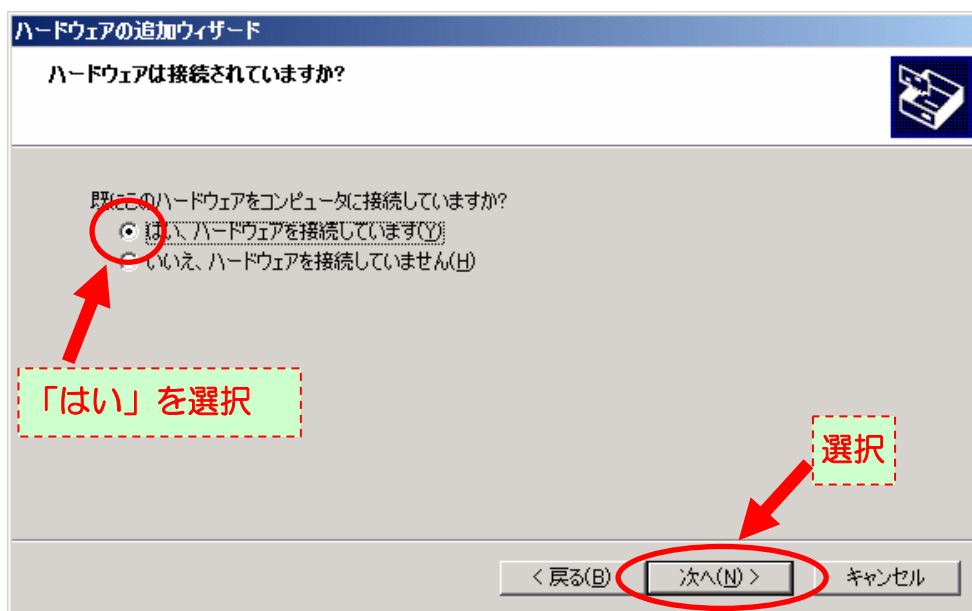 ハードウェアの追加ウィザード
ハードウェアは接続されていますか?
既にこのハードウェアをコンピュータに接続していますか?
はい、ハードウェアを接続しています(Y)
いいえ、ハードウェアを接続していません(H)
「はい」を選択
選択
< 戻る(B)
次へ(N) >
キャンセル